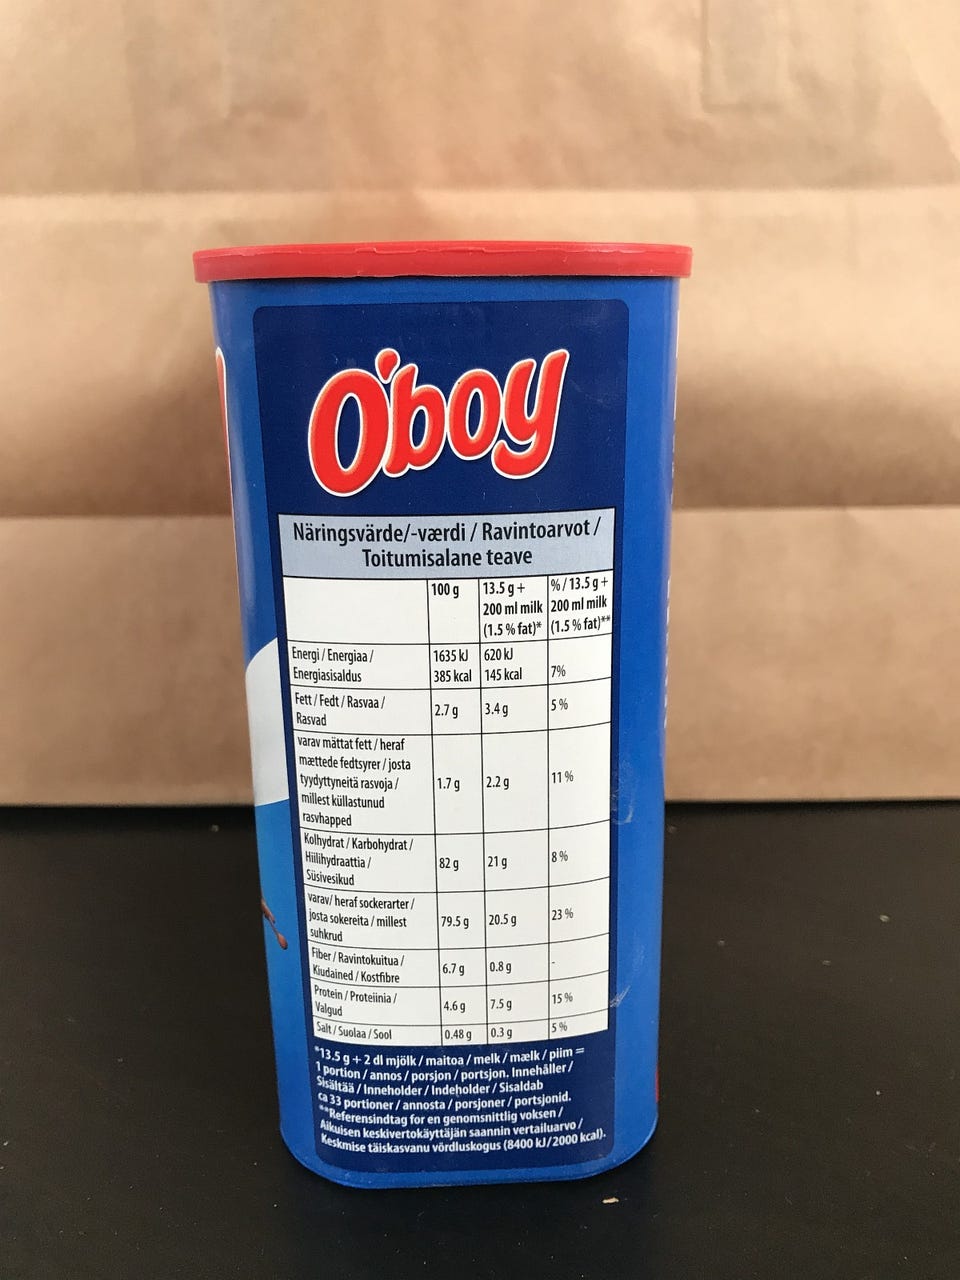 O'boy
Näringsvärde/-værdi / Ravintoarvot /
Toitumisalane teave
100 g
13.5 g +
200 ml milk
(1.5 % fat)*
% / 13.5 g +
200 ml milk
(1.5 % fat)**
Energi / Energiaa /
Energiasisaldus
1635 kJ
385 kcal
620 kJ
145 kcal
7%
Fett / Fedt / Rasvaa /
Rasvad
2.7 g
3.4 g
5 %
varav mättat fett / heraf
mættede fedtsyrer / josta
tyydyttyneitä rasvoja /
millest küllastunud
rasvhapped
1.7 g
2.2 g
11 %
Kolhydrat / Karbohydrat /
Hiilihydraattia /
Süsivesikud
82 g
21 g
8 %
varav/ heraf sockerarter /
josta sokereita / millest
suhkrud
79.5 g
20.5 g
23 %
Fiber / Ravintokuitua /
Kiudained / Kostfibre
6.7 g
0.8 g
-
Protein / Proteiinia /
Valgud
4.6 g
7.5 g
15 %
Salt / Suolaa / Sool
0.48 g
0.3 g
5 %
*13.5 g + 2 dl mjölk / maitoa / melk / mælk / piim =
1 portion / annos / porsjon / portsjon. Innehåller /
Sisältää / Inneholder / Indeholder / Sisaldab
ca 33 portioner / annosta / porsjoner / portsjonid.
**Referensindtag for en genomsnittlig voksen /
Aikuisen keskivertokäyttäjän saannin vertailuarvo /
Keskmise täiskasvanu võrdluskogus (8400 kJ/2000 kcal).